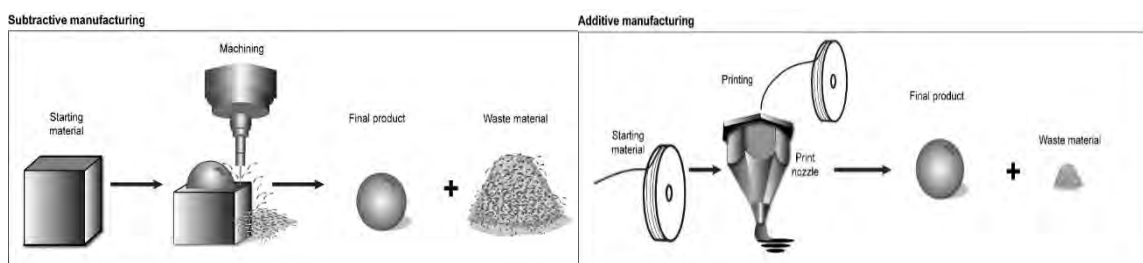 Subtractive manufacturing
Machining
Starting
material
Final product
Waste material
+
Additive manufacturing
Printing
Starting
material
Print
nozzle
Final product
Waste material
+